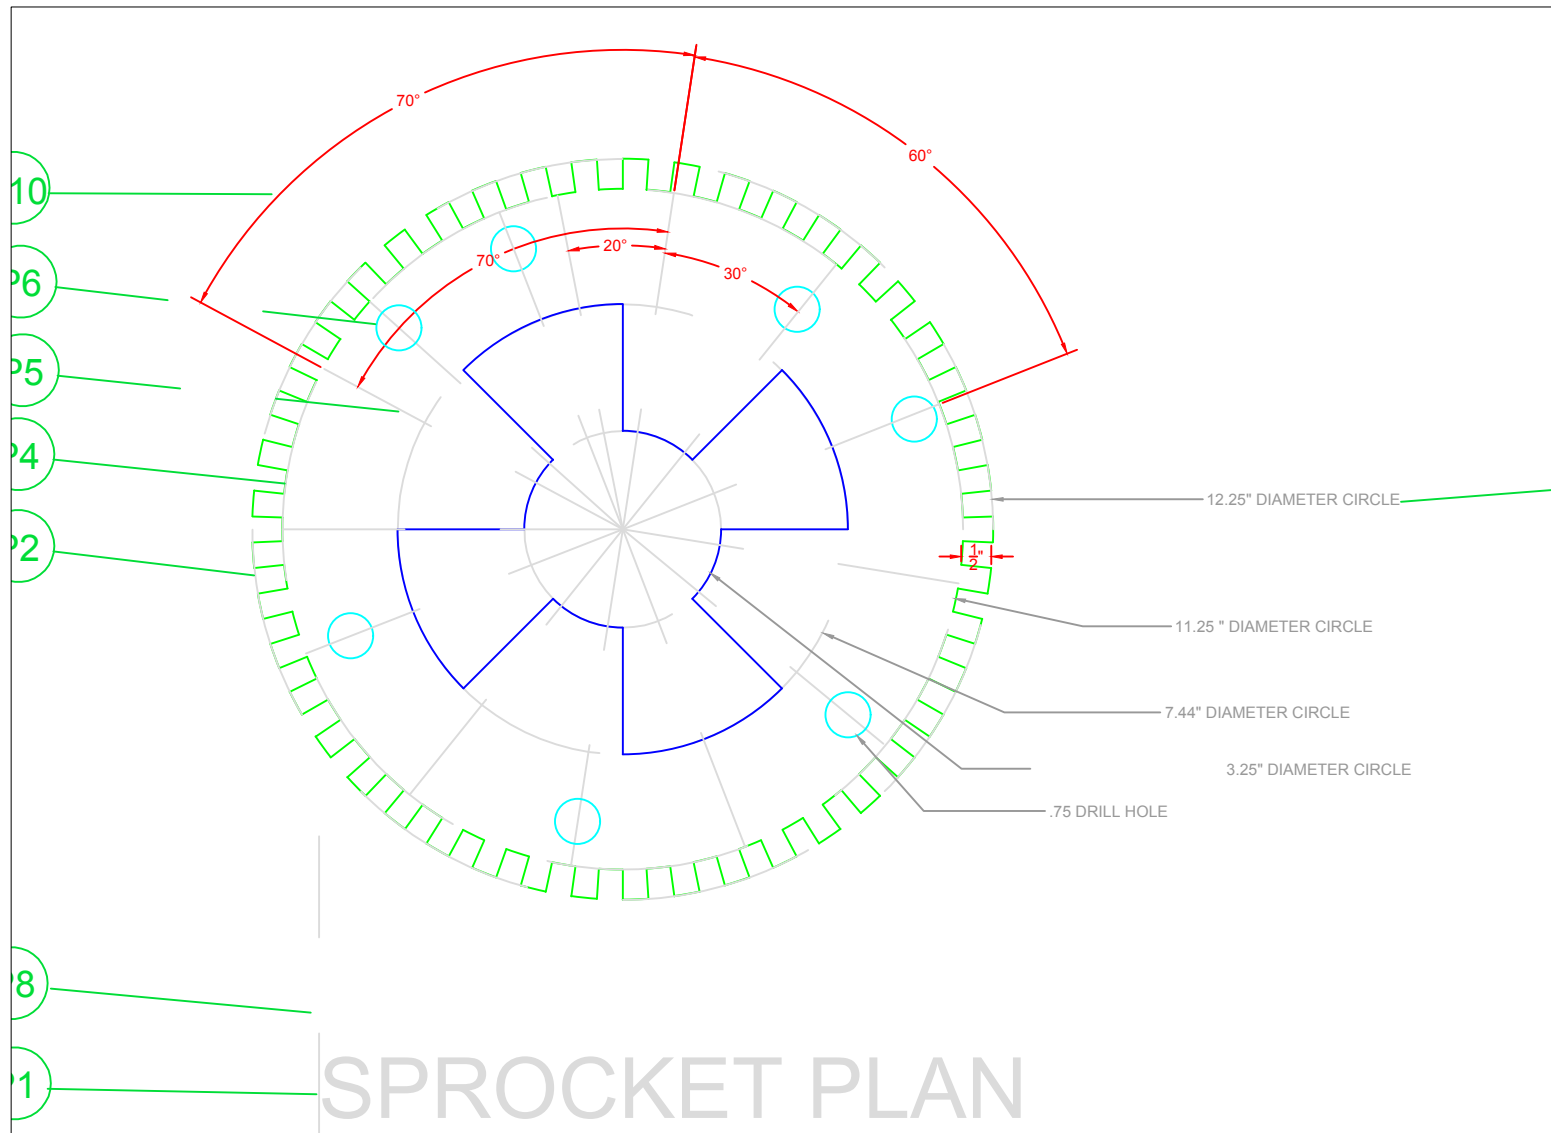 70°
60°
10
20°
70°
P6
30°
P5
P4
12.25" DIAMETER CIRCLE
P2
1/2"
11.25 " DIAMETER CIRCLE
7.44" DIAMETER CIRCLE
3.25" DIAMETER CIRCLE
.75 DRILL HOLE
P8
P1
SPROCKET PLAN